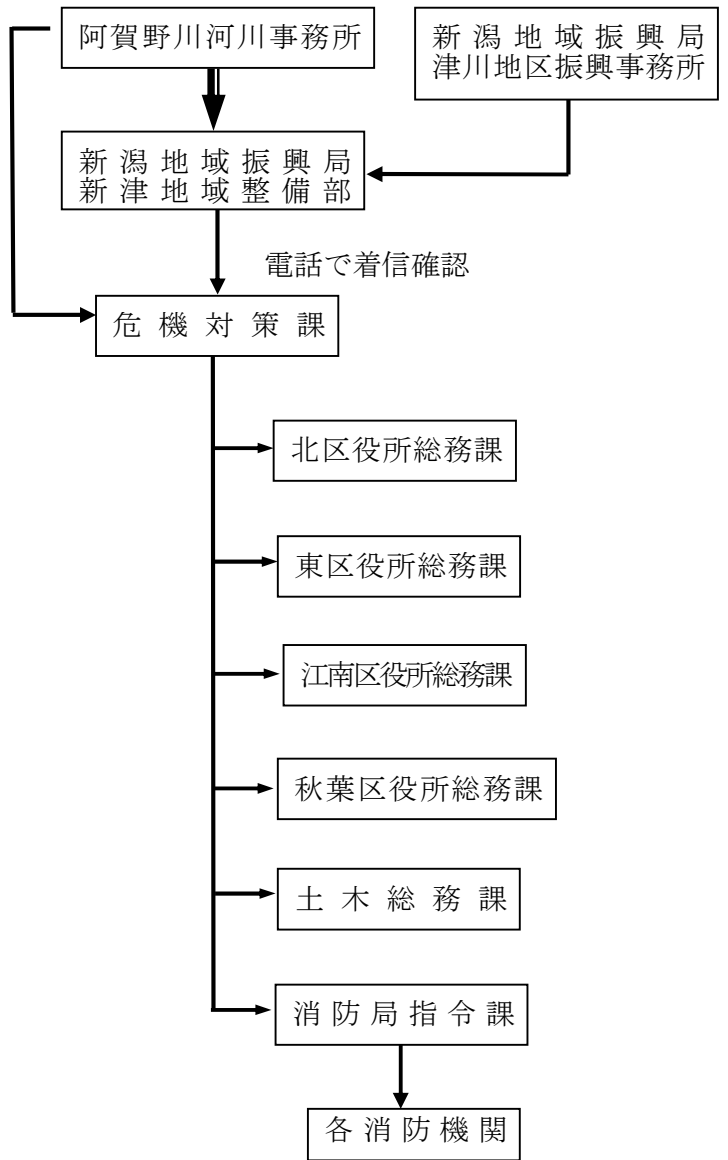 阿賀野川河川事務所
新潟地域振興局
津川地区振興事務所
新潟地域振興局
新津地域整備部
電話で着信確認
危機対策課
北区役所総務課
東区役所総務課
江南区役所総務課
秋葉区役所総務課
土木総務課
消防局指令課
各消防機関